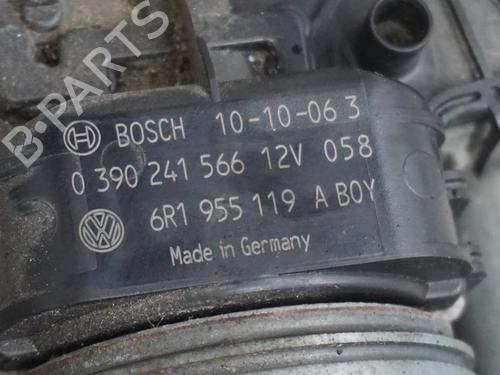 B-PARTS
BOSCH 10-10-06 3
0 390 241 566 12V 058
6R1 955 119 A BOY
Made in Germany